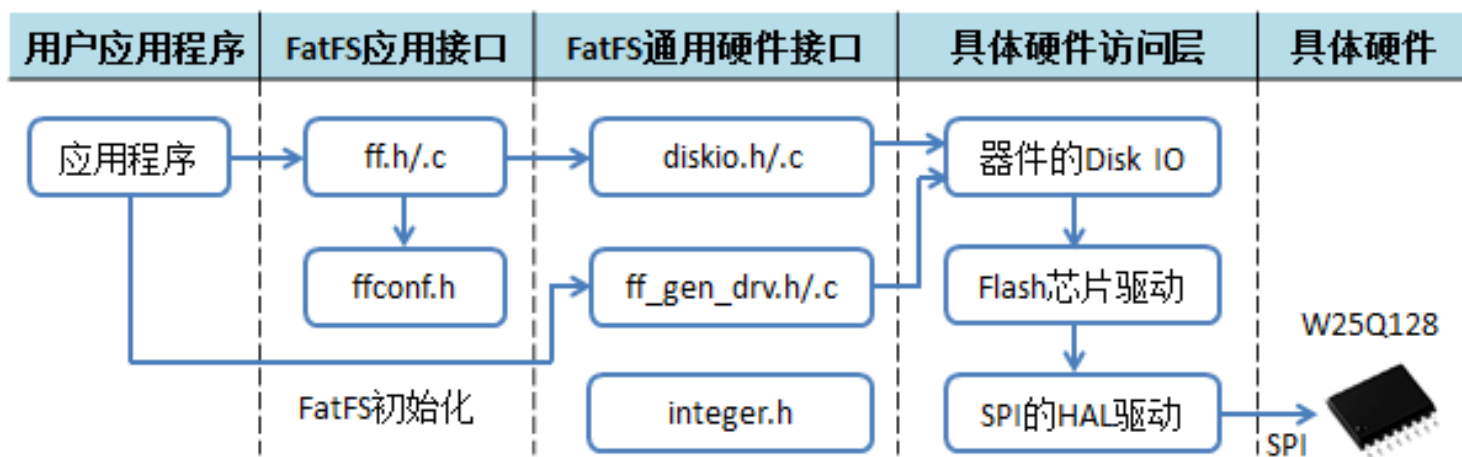 用户应用程序 FatFS应用接口 FatFS通用硬件接口 具体硬件访问层 具体硬件
应用程序 ff.h/.c diskio.h/.c 器件的Disk IO
ffconf.h ff_gen_drv.h/.c Flash芯片驱动
W25Q128
FatFS初始化 integer.h SPI的HAL驱动
SPI